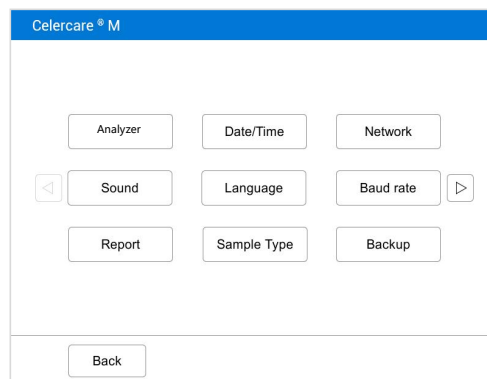 Celercare ® M
Analyzer Date/Time Network
Sound Language Baud rate
Report Sample Type Backup
Back